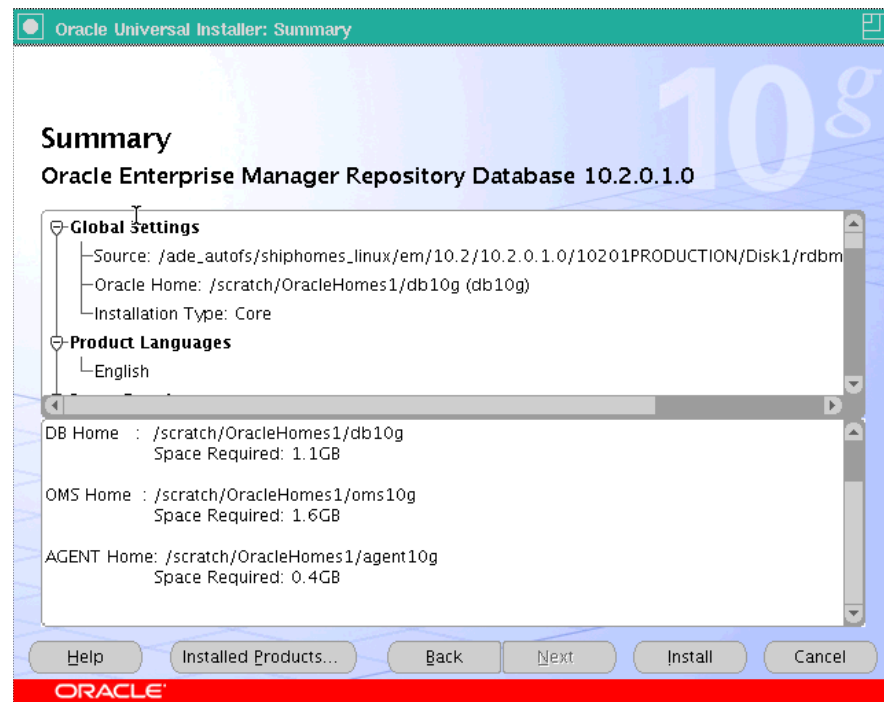 Oracle Universal Installer: Summary
10g
Summary
Oracle Enterprise Manager Repository Database 10.2.0.1.0
Global Settings
Source: /ade_autofs/shiphomes_linux/em/10.2/10.2.0.1.0/10201PRODUCTION/Disk1/rdbm
Oracle Home: /scratch/OracleHomes1/db10g (db10g)
Installation Type: Core
Product Languages
English
DB Home : /scratch/OracleHomes1/db10g
Space Required: 1.1GB
OMS Home : /scratch/OracleHomes1/oms10g
Space Required: 1.6GB
AGENT Home: /scratch/OracleHomes1/agent10g
Space Required: 0.4GB
Help Installed Products... Back Next Install Cancel
ORACLE